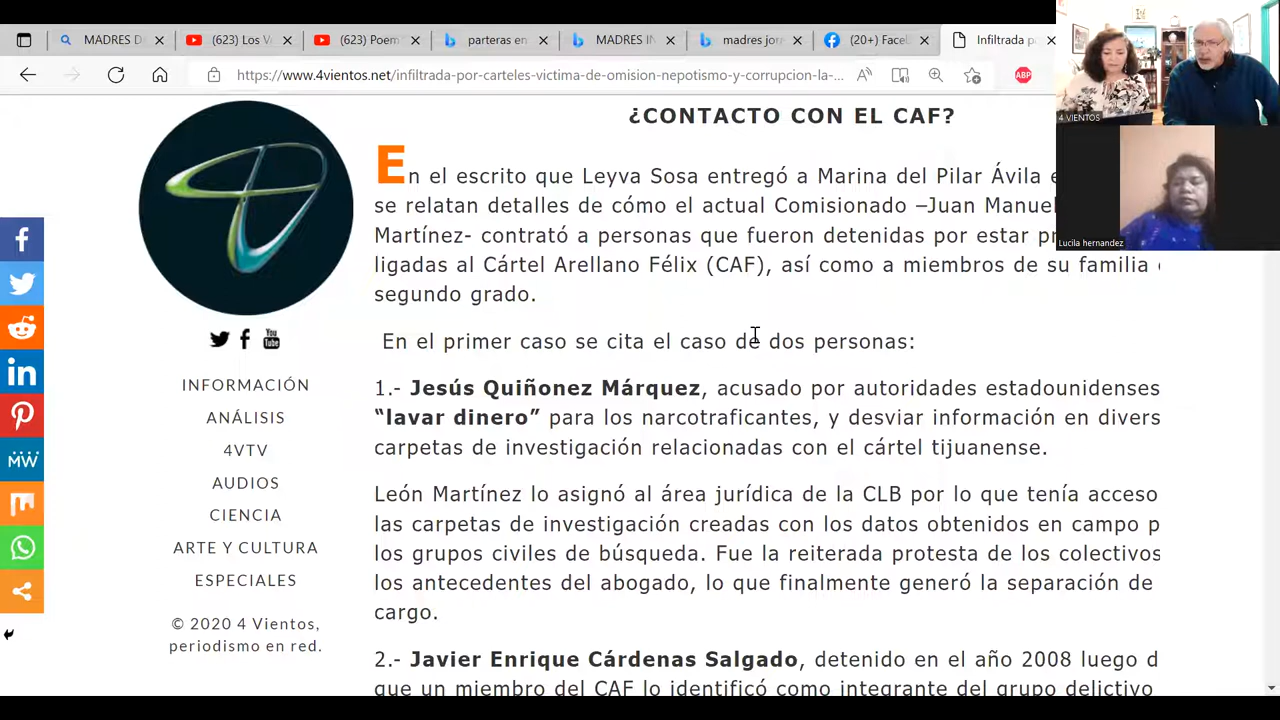 MADRES D
(623) Los V
(623) Poem
parteras en
MADRES IN
madres jor
(20+) Face
Infiltrada p
https://www.4vientos.net/infiltrada-por-carteles-victima-de-omision-nepotismo-y-corrupcion-la-...
ABP
4 VIENTOS
Lucila hernandez
¿CONTACTO CON EL CAF?
En el escrito que Leyva Sosa entregó a Marina del Pilar Ávila
se relatan detalles de cómo el actual Comisionado –Juan Manuel
Martínez- contrató a personas que fueron detenidas por estar
ligadas al Cártel Arellano Félix (CAF), así como a miembros de su familia
segundo grado.
En el primer caso se cita el caso de dos personas:
1.- Jesús Quiñonez Márquez, acusado por autoridades estadounidenses
“lavar dinero” para los narcotraficantes, y desviar información en divers
carpetas de investigación relacionadas con el cártel tijuanense.
León Martínez lo asignó al área jurídica de la CLB por lo que tenía acceso
las carpetas de investigación creadas con los datos obtenidos en campo p
los grupos civiles de búsqueda. Fue la reiterada protesta de los colectivos
los antecedentes del abogado, lo que finalmente generó la separación de
cargo.
2.- Javier Enrique Cárdenas Salgado, detenido en el año 2008 luego d
que un miembro del CAF lo identificó como integrante del grupo delictivo
You Tube
INFORMACIÓN
ANÁLISIS
4VTV
AUDIOS
CIENCIA
ARTE Y CULTURA
ESPECIALES
© 2020 4 Vientos,
periodismo en red.
MW